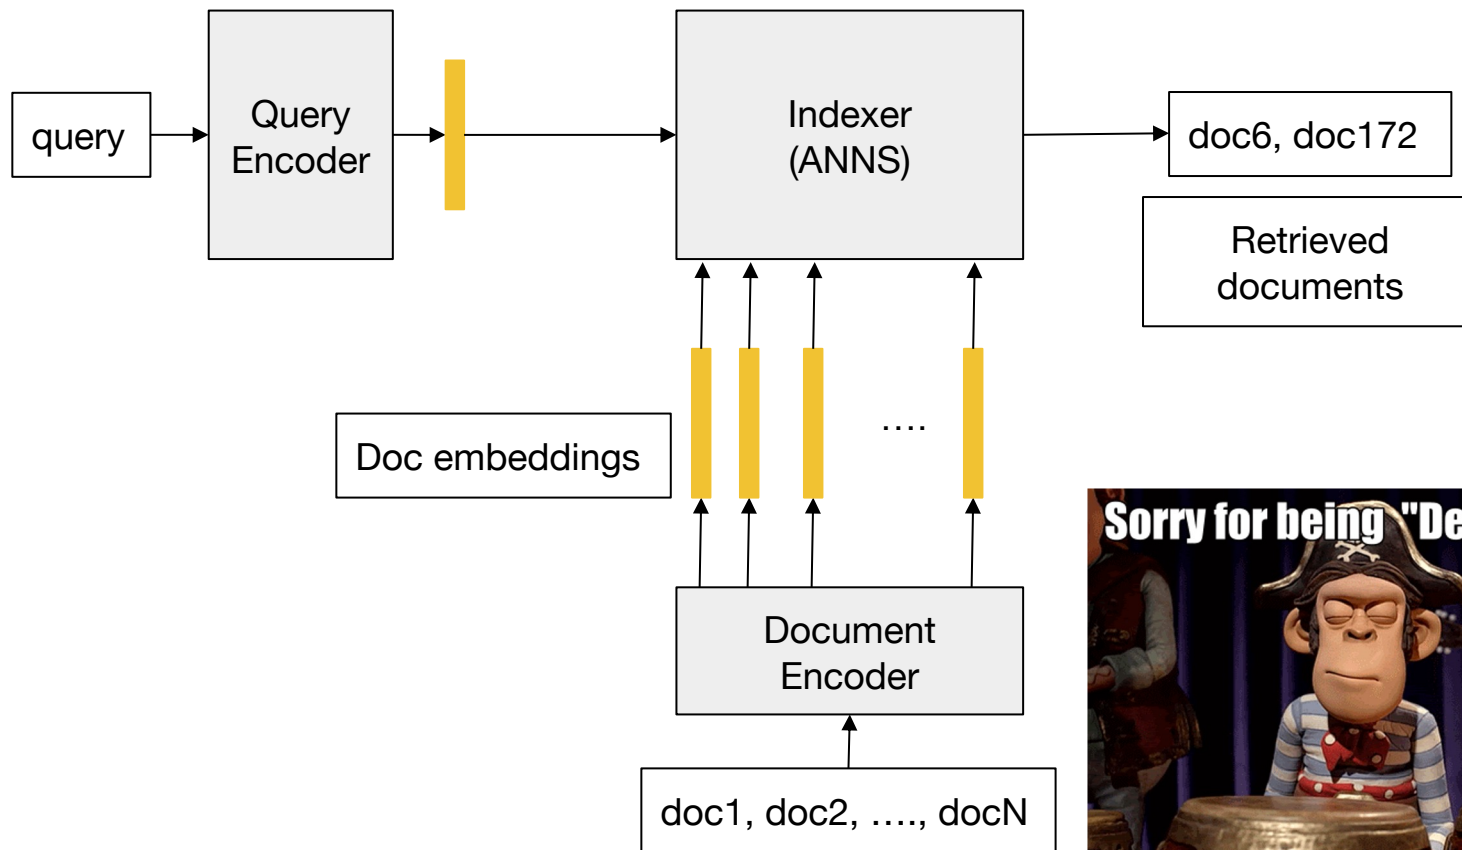 query
Query
Encoder
Indexer
(ANNS)
doc6, doc172
Retrieved
documents
Doc embeddings
....
Document
Encoder
doc1, doc2, ...., docN
Sorry for being "De